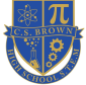 π
C.S. BROWN
HIGH SCHOOL S.T.E.M